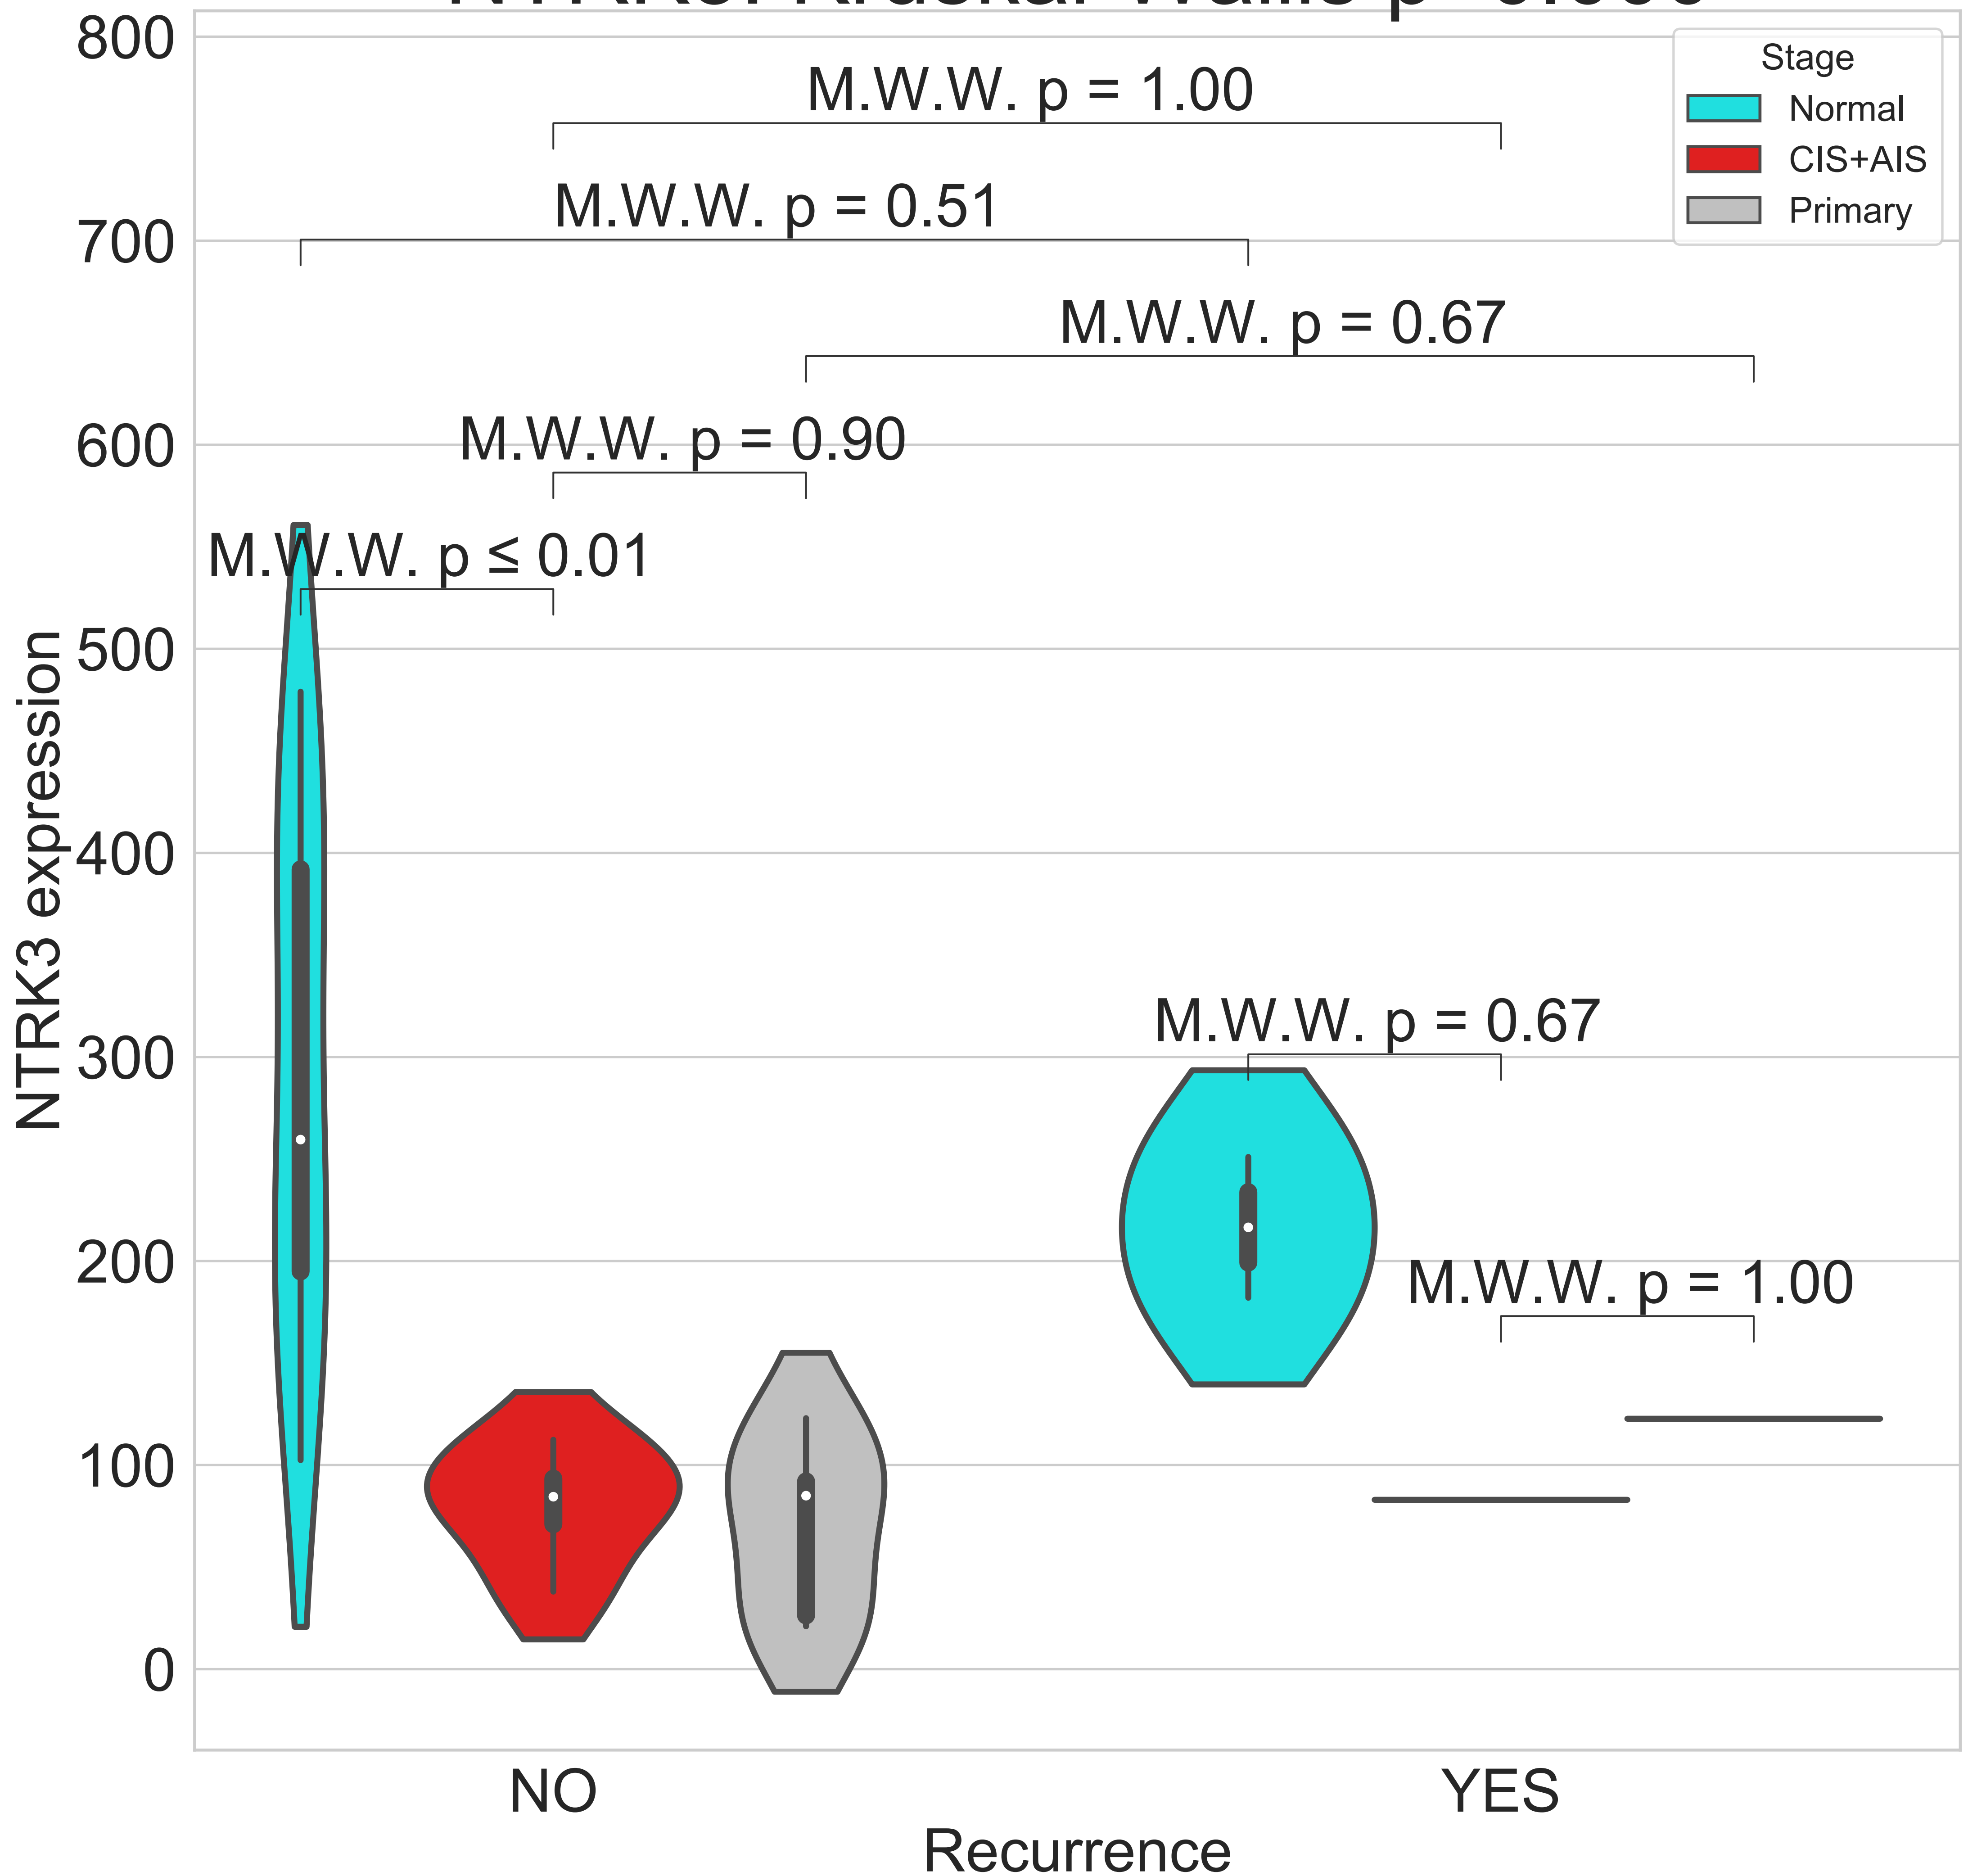 800
Stage
Normal
CIS+AIS
Primary
M.W.W. p = 1.00
M.W.W. p = 0.51
700
M.W.W. p = 0.67
600
M.W.W. p = 0.90
M.W.W. p ≤ 0.01
500
NTRK3 expression
400
300
M.W.W. p = 0.67
200
M.W.W. p = 1.00
100
0
NO
YES
Recurrence